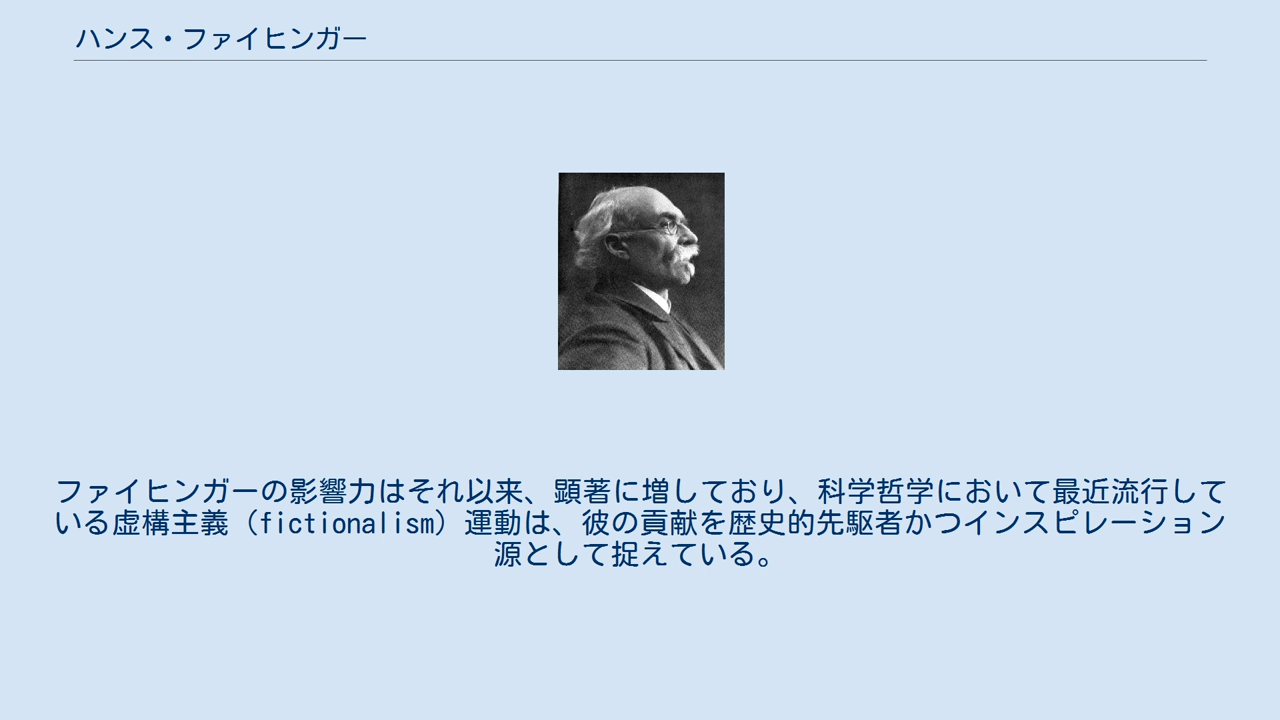 ハンス・ファイヒンガー
ファイヒンガーの影響力はそれ以来、顕著に増しており、科学哲学において最近流行して
いる虚構主義（fictionalism）運動は、彼の貢献を歴史的先駆者かつインスピレーション
源として捉えている。